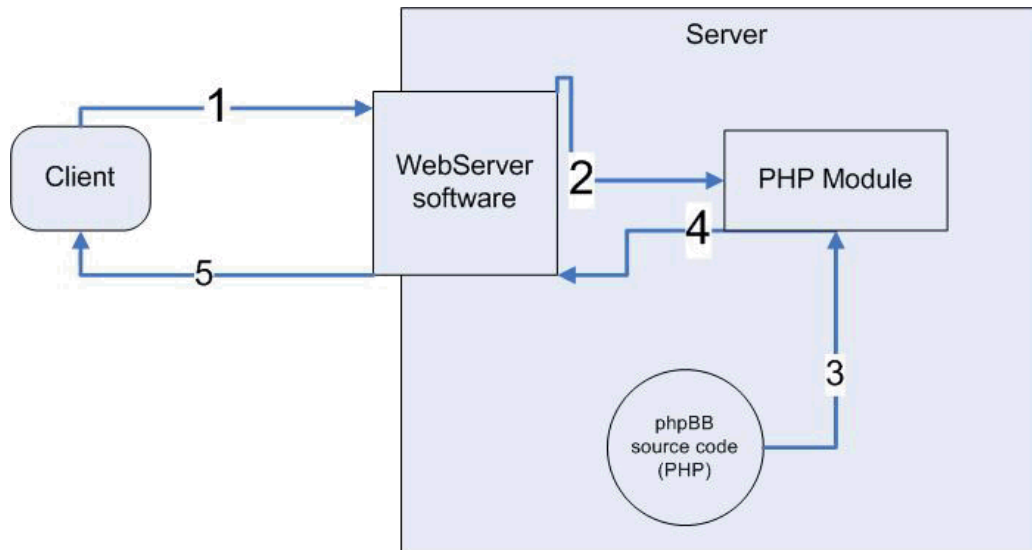 Server
1
Client
WebServer
software
2
PHP Module
4
5
3
phpBB
source code
(PHP)